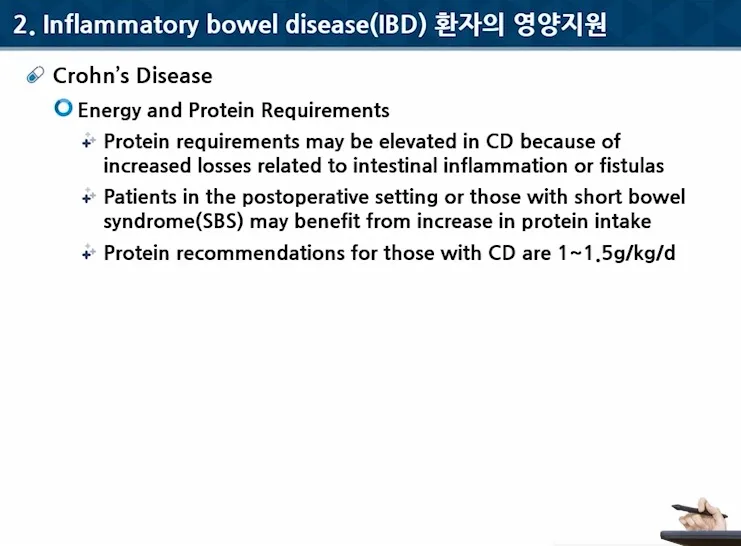 2. Inflammatory bowel disease(IBD) 환자의 영양지원
Crohn's Disease
Energy and Protein Requirements
Protein requirements may be elevated in CD because of
increased losses related to intestinal inflammation or fistulas
Patients in the postoperative setting or those with short bowel
syndrome(SBS) may benefit from increase in protein intake
Protein recommendations for those with CD are 1~1.5g/kg/d